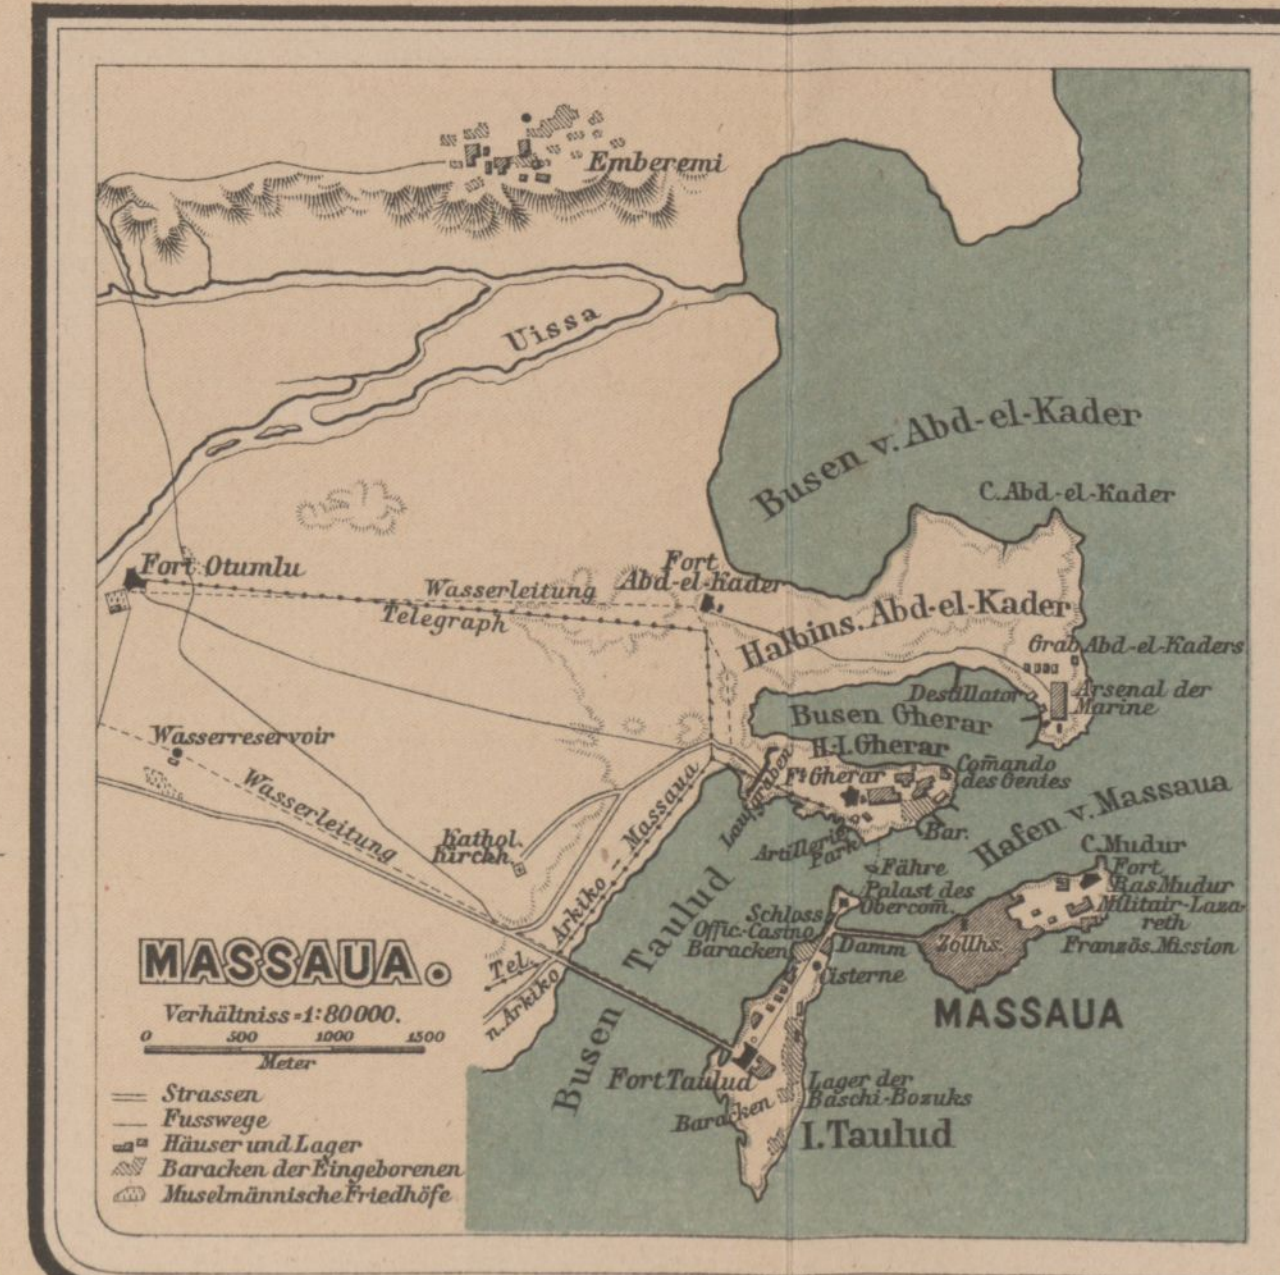 Emberemi
Uissa
Busen v. Abd-el-Kader
C. Abd-el-Kader
Fort Otumlu
Fort
Abd-el-Kader
Wasserleitung
Telegraph
Halbins. Abd-el-Kader
Grab Abd-el-Kaders
Destillator
Arsenal der
Marine
Busen Gherar
H.-I. Gherar
Ft Gherar
Com̄ando
des Genies
Laufgraben
Wasserreservoir
Wasserleitung
Arkiko – Massaua
Kathol.
Kirchh.
Artillerie
Park
Bar.
Hafen v. Massaua
Fähre
C. Mudur
Fort
Ras Mudur
Militair-Laza-
reth
Französ. Mission
Palast des
Obercom.
Schloss
Offic.-Casino
Baracken
Damm
Zollhs.
Cisterne
MASSAUA
Busen Taulud
Tel.
n. Arkiko
Fort Taulud
Baracken
Lager der
Baschi-Bozuks
I. Taulud
MASSAUA.
Verhältniss=1:80000.
0 500 1000 1500
Meter
Strassen
Fusswege
Häuser und Lager
Baracken der Eingeborenen
Muselmännische Friedhöfe